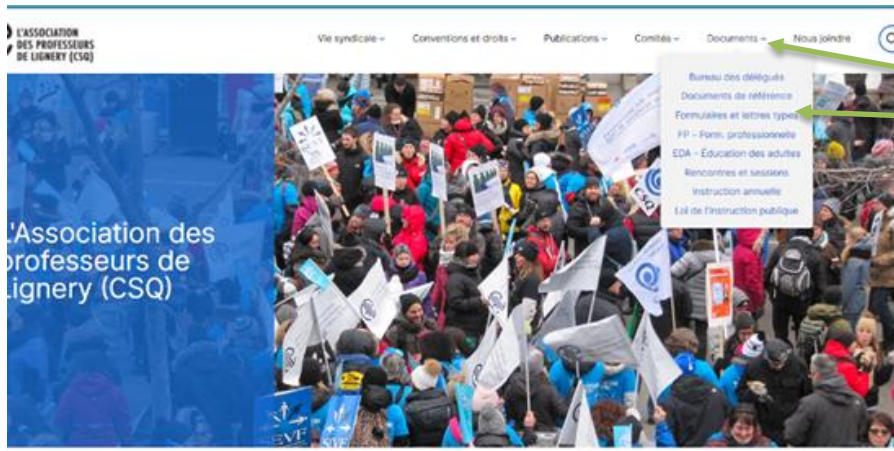 L'ASSOCIATION
DES PROFESSEURS
DE LIGNERY (CSQ)
Vie syndicale
Conventions et droits
Publications
Comités
Documents
Nous joindre
Bureau des délégués
Documents de référence
Formulaires et lettres types
FP - Form. professionnelle
EDA - Éducation des adultes
Rencontres et sessions
Instruction annuelle
Loi de l'instruction publique
L'Association des
professeurs de
Lignery (CSQ)
CSQ
SEVF